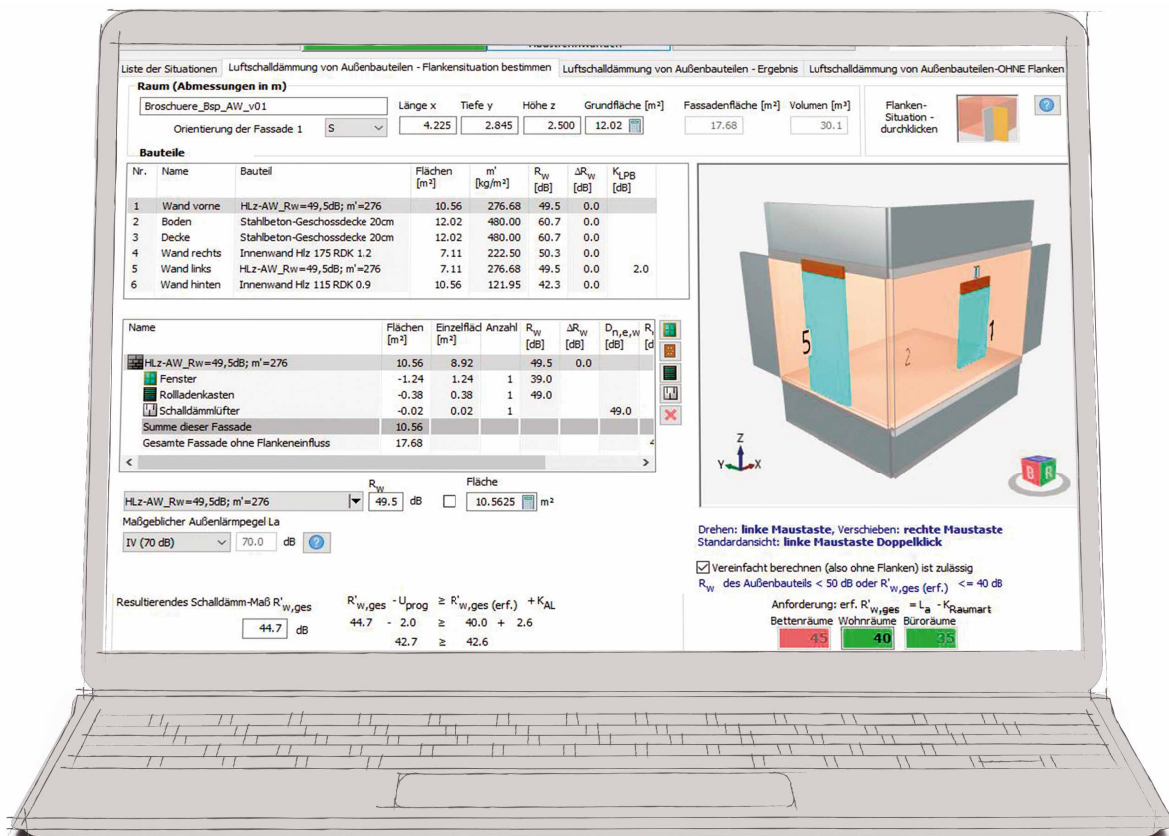 Liste der Situationen Luftschalldämmung von Außenbauteilen - Flankensituation bestimmen Luftschalldämmung von Außenbauteilen - Ergebnis Luftschalldämmung von Außenbauteilen-OHNE Flanken
Raum (Abmessungen in m)
Broschuere_Bsp_AW_v01 Länge x Tiefe y Höhe z Grundfläche [m²] Fassadenfläche [m²] Volumen [m³]
Orientierung der Fassade 1 S 4.225 2.845 2.500 12.02 17.68 30.1
Flanken-
Situation -
durchklicken
?
Bauteile
Nr. Name Bauteil Flächen [m²] m' [kg/m²] RW [dB] ΔRW [dB] KLPB [dB]
1 Wand vorne HLz-AW_Rw=49,5dB; m'=276 10.56 276.68 49.5 0.0
2 Boden Stahlbeton-Geschossdecke 20cm 12.02 480.00 60.7 0.0
3 Decke Stahlbeton-Geschossdecke 20cm 12.02 480.00 60.7 0.0
4 Wand rechts Innenwand Hlz 175 RDK 1.2 7.11 222.50 50.3 0.0
5 Wand links HLz-AW_Rw=49,5dB; m'=276 7.11 276.68 49.5 0.0 2.0
6 Wand hinten Innenwand Hlz 115 RDK 0.9 10.56 121.95 42.3 0.0
Name Flächen [m²] Einzelfläc [m²] Anzahl RW [dB] ΔRW [dB] Dn,e,w [dB]
HLz-AW_Rw=49,5dB; m'=276 10.56 8.92 49.5 0.0
Fenster -1.24 1.24 1 39.0
Rollladenkasten -0.38 0.38 1 49.0
Schalldämmlüfter -0.02 0.02 1 49.0
Summe dieser Fassade 10.56
Gesamte Fassade ohne Flankeneinfluss 17.68
5 2 1
Z
Y X
B R
RW Fläche
HLz-AW_Rw=49,5dB; m'=276 49.5 dB 10.5625 m²
Maßgeblicher Außenlärmpegel La
IV (70 dB) 70.0 dB ?
Drehen: linke Maustaste, Verschieben: rechte Maustaste
Standardansicht: linke Maustaste Doppelklick
Vereinfacht berechnen (also ohne Flanken) ist zulässig
RW des Außenbauteils < 50 dB oder R'w,ges (erf.) <= 40 dB
Resultierendes Schalldämm-Maß R'w,ges
44.7 dB
R'w,ges - Uprog ≥ R'w,ges (erf.) + KAL
44.7 - 2.0 ≥ 40.0 + 2.6
42.7 ≥ 42.6
Anforderung: erf. R'w,ges = La - KRaumart
Bettenräume Wohnräume Büroräume
45 40 35